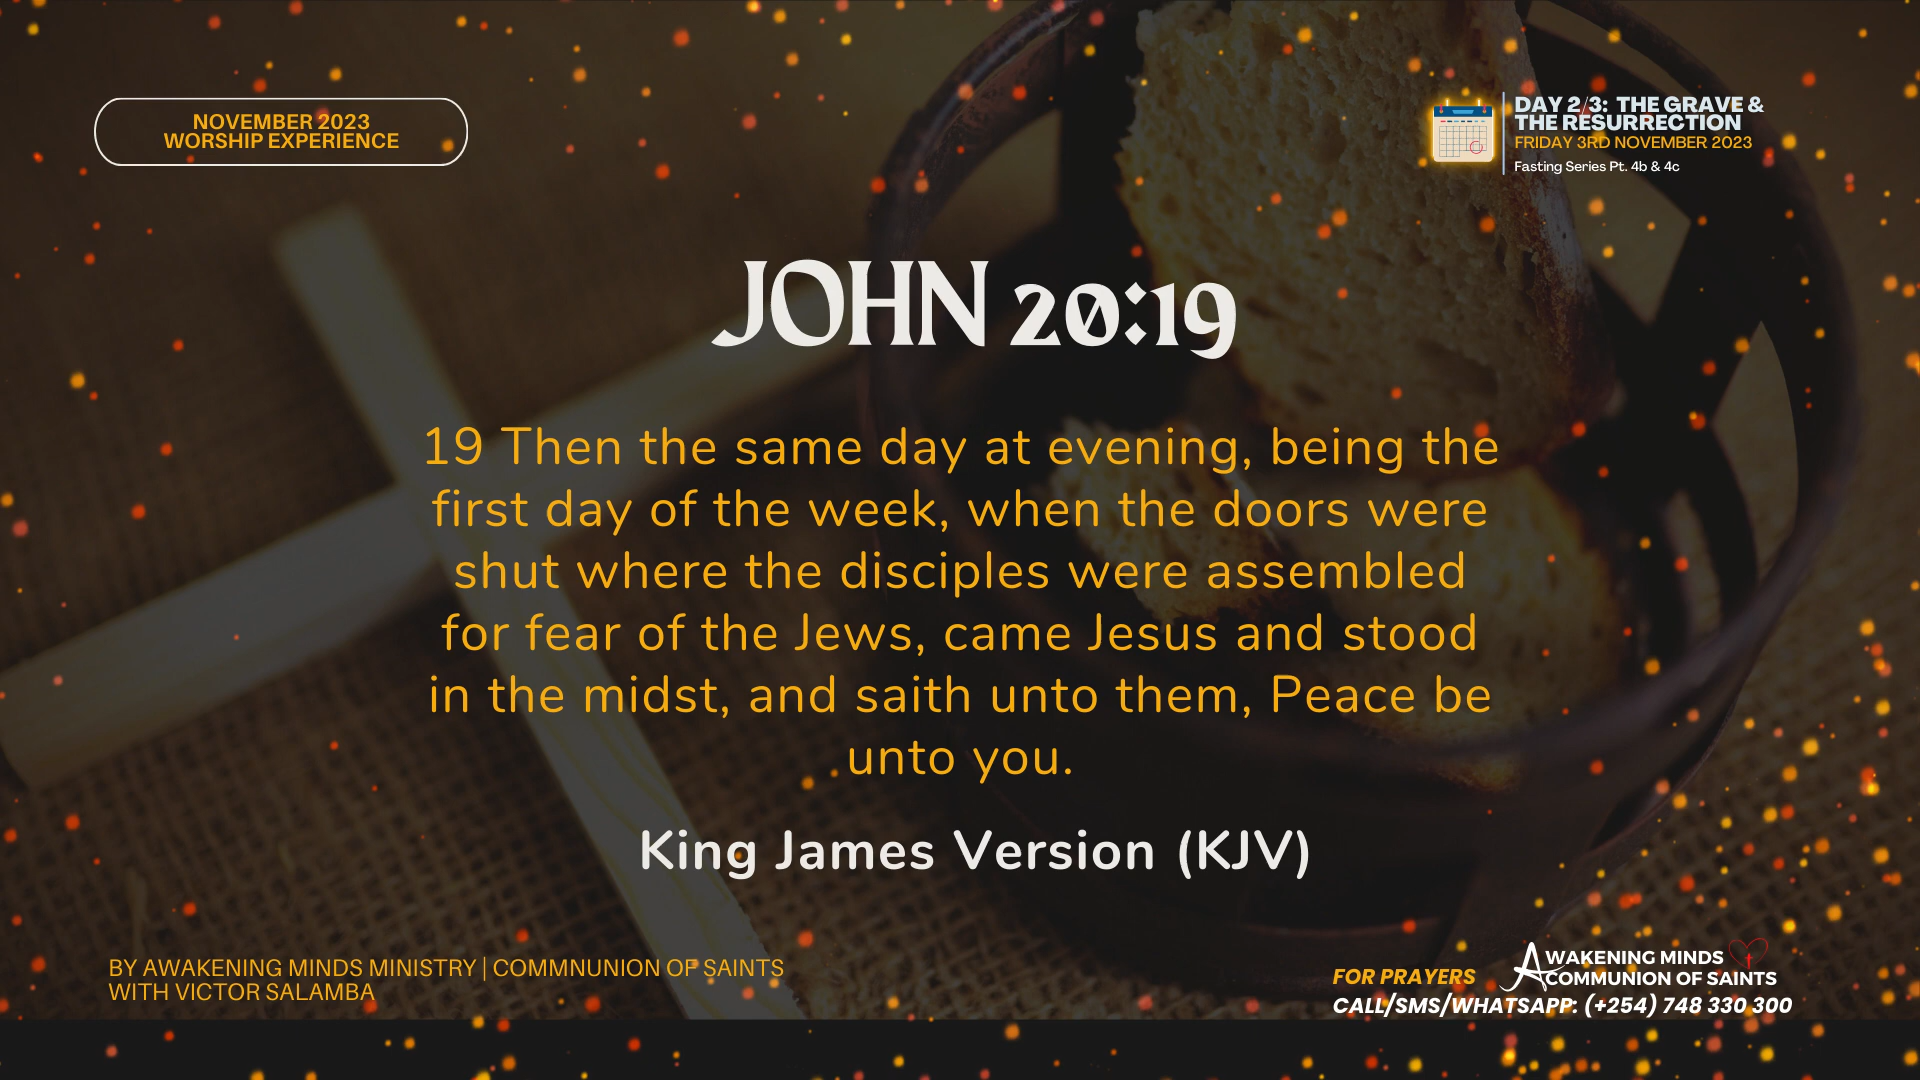 NOVEMBER 2023
WORSHIP EXPERIENCE
DAY 2/3: THE GRAVE &
THE RESURRECTION
FRIDAY 3RD NOVEMBER 2023
Fasting Series Pt. 4b & 4c
JOHN 20:19
19 Then the same day at evening, being the
first day of the week, when the doors were
shut where the disciples were assembled
for fear of the Jews, came Jesus and stood
in the midst, and saith unto them, Peace be
unto you.
King James Version (KJV)
BY AWAKENING MINDS MINISTRY | COMMNUNION OF SAINTS
WITH VICTOR SALAMBA
FOR PRAYERS
AWAKENING MINDS
COMMUNION OF SAINTS
CALL/SMS/WHATSAPP: (+254) 748 330 300